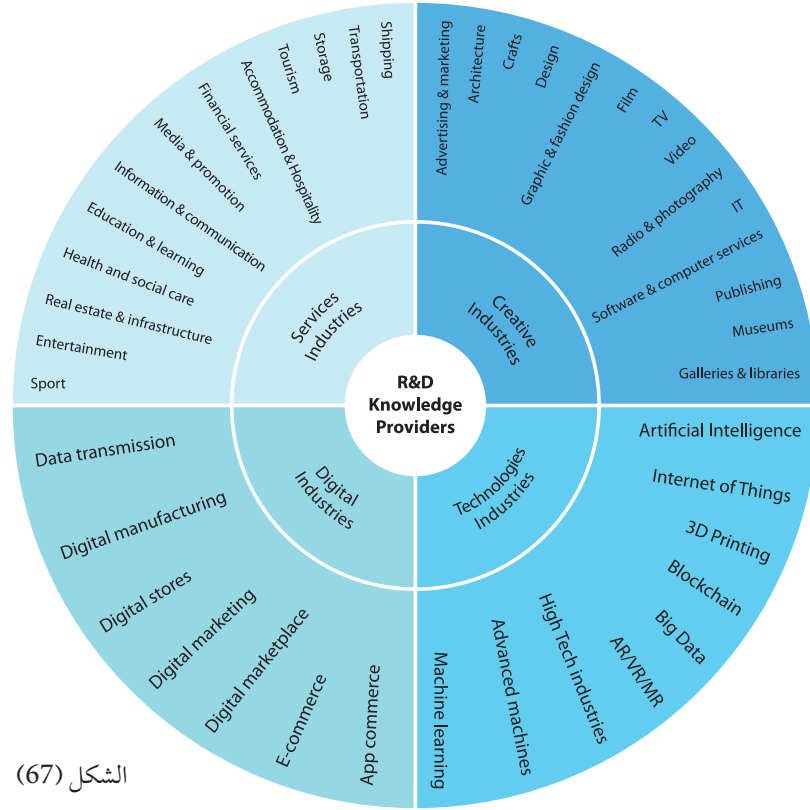 Sport
Entertainment
Real estate & infrastructure
Health and social care
Education & learning
Information & communication
Media & promotion
Financial services
Accommodation & Hospitality
Tourism
Storage
Transportation
Shipping
Advertising & marketing
Architecture
Crafts
Design
Graphic & fashion design
Film
TV
Video
Radio & photography
IT
Software & computer services
Publishing
Museums
Galleries & libraries
Services
Industries
Creative
Industries
R&D
Knowledge
Providers
Digital
Industries
Technologies
Industries
Data transmission
Digital manufacturing
Digital stores
Digital marketing
Digital marketplace
E-commerce
App commerce
Machine learning
Advanced machines
High Tech industries
AR/VR/MR
Big Data
Blockchain
3D Printing
Internet of Things
Artificial Intelligence
الشكل (67)